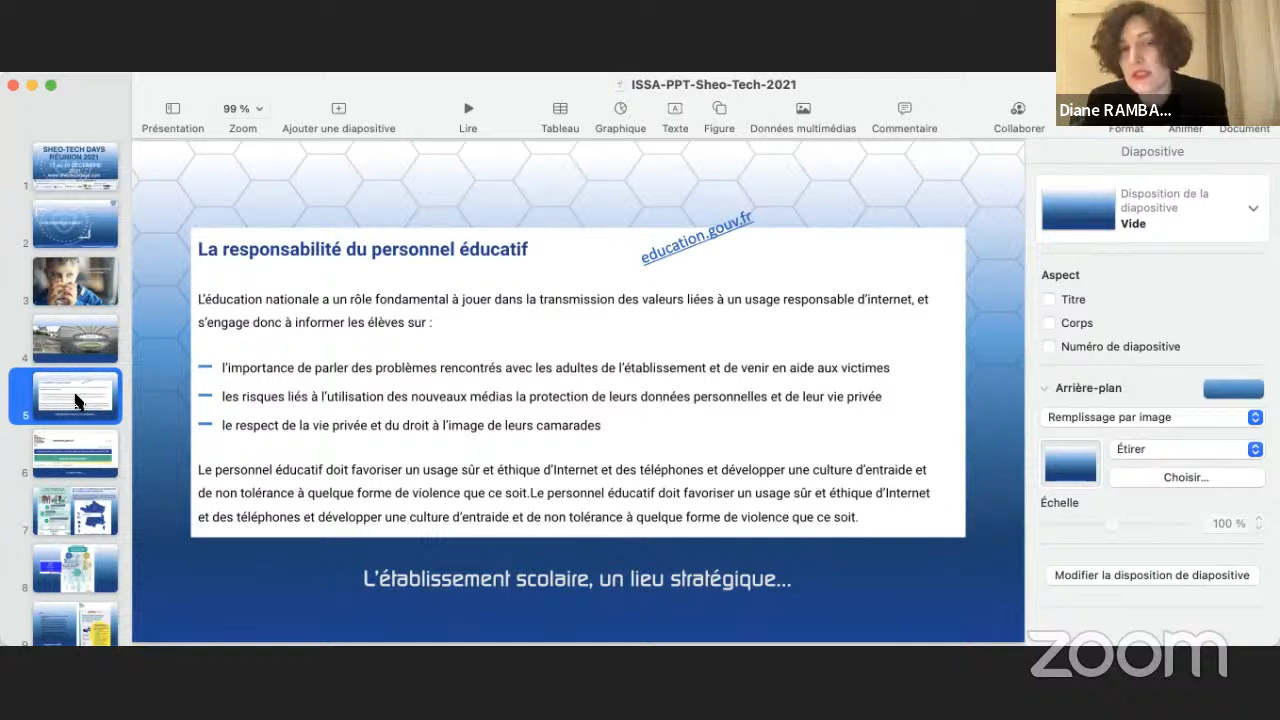 Diane RAMBA...
ISSA-PPT-Sheo-Tech-2021
99 %
Présentation
Zoom
Ajouter une diapositive
Lire
Tableau
Graphique
Texte
Figure
Données multimédias
Commentaire
Collaborer
Format
Animer
Document
SHEO-TECH DAYS
RÉUNION 2021
1
2
3
4
5
6
7
8
9
La responsabilité du personnel éducatif
education.gouv.fr
L'éducation nationale a un rôle fondamental à jouer dans la transmission des valeurs liées à un usage responsable d'internet, et
s'engage donc à informer les élèves sur :
l'importance de parler des problèmes rencontrés avec les adultes de l'établissement et de venir en aide aux victimes
les risques liés à l'utilisation des nouveaux médias la protection de leurs données personnelles et de leur vie privée
le respect de la vie privée et du droit à l'image de leurs camarades
Le personnel éducatif doit favoriser un usage sûr et éthique d'Internet et des téléphones et développer une culture d'entraide et
de non tolérance à quelque forme de violence que ce soit.Le personnel éducatif doit favoriser un usage sûr et éthique d'Internet
et des téléphones et développer une culture d'entraide et de non tolérance à quelque forme de violence que ce soit.
L'établissement scolaire, un lieu stratégique...
Diapositive
Disposition de la
diapositive
Vide
Aspect
Titre
Corps
Numéro de diapositive
Arrière-plan
Remplissage par image
Étirer
Choisir...
Échelle
100 %
Modifier la disposition de diapositive
zoom